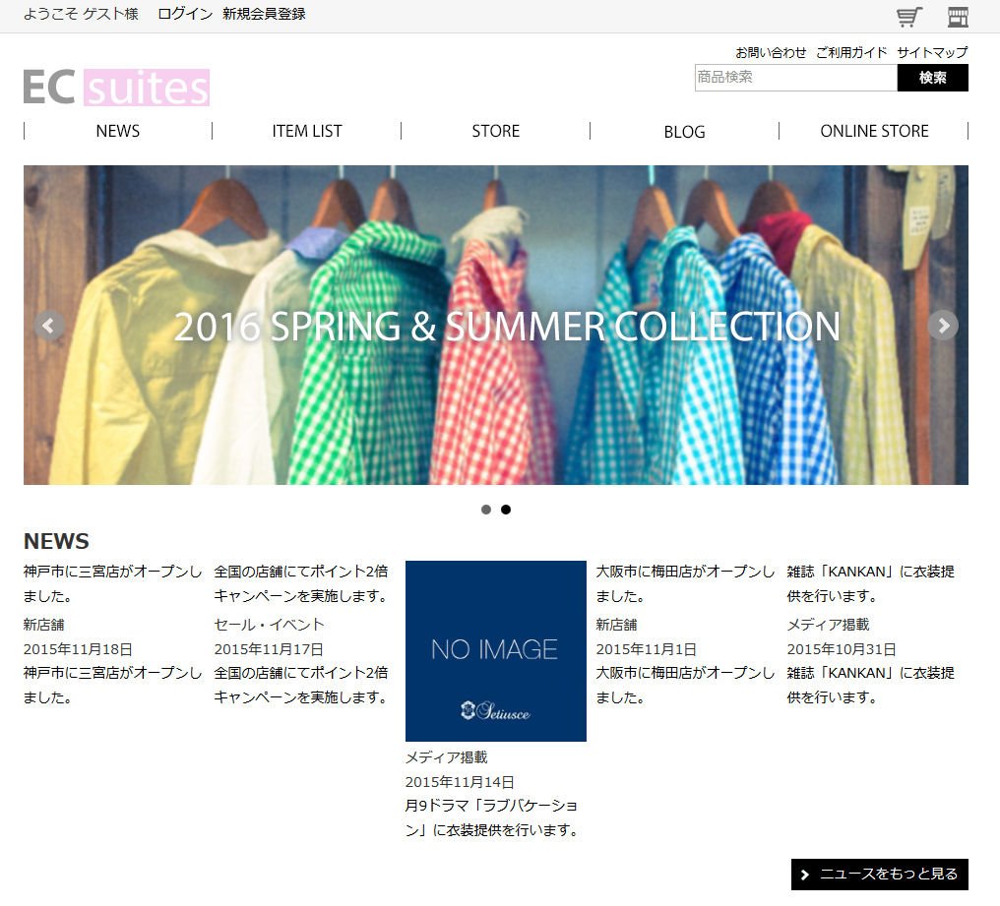 ようこそ ゲスト様 ログイン 新規会員登録
お問い合わせ ご利用ガイド サイトマップ
EC suites
商品検索 検索
NEWS ITEM LIST STORE BLOG ONLINE STORE
2016 SPRING & SUMMER COLLECTION
NEWS
神戸市に三宮店がオープンし
ました。
新店舗
2015年11月18日
神戸市に三宮店がオープンし
ました。
全国の店舗にてポイント2倍
キャンペーンを実施します。
セール・イベント
2015年11月17日
全国の店舗にてポイント2倍
キャンペーンを実施します。
NO IMAGE
Setiusce
メディア掲載
2015年11月14日
月9ドラマ「ラブバケーショ
ン」に衣装提供を行います。
大阪市に梅田店がオープンし
ました。
新店舗
2015年11月1日
大阪市に梅田店がオープンし
ました。
雑誌「KANKAN」に衣装提
供を行います。
メディア掲載
2015年10月31日
雑誌「KANKAN」に衣装提
供を行います。
ニュースをもっと見る